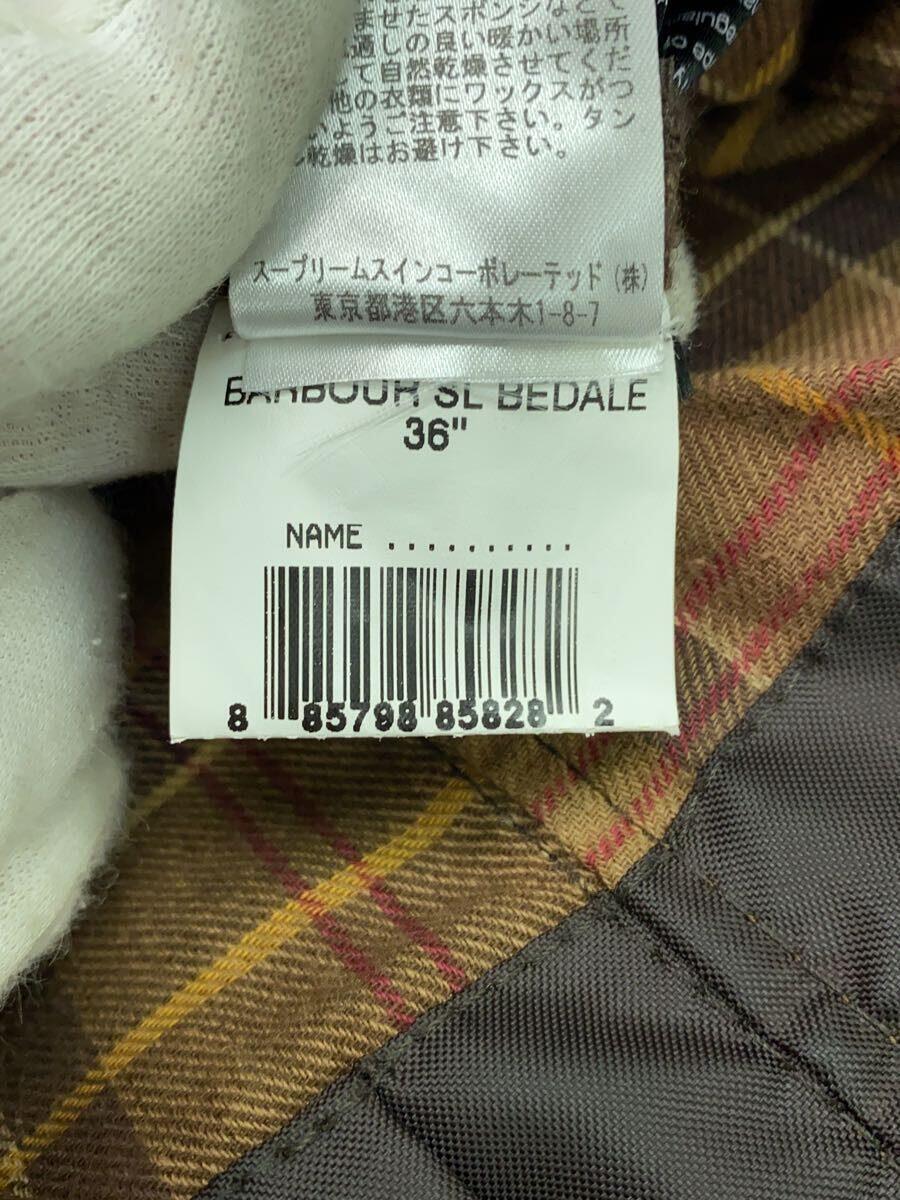 ませたスポンジなどで
適しの良い暖かい場所
て自然乾燥させてくだ
他の衣類にワックスがつ
いようご注意下さい。タン
乾燥はお避け下さい。
スープリームスインコーポレーテッド(株)
東京都港区六本木1-8-7
BARBOUR SL BEDALE
36"
NAME ...........
8 85798 85828 2